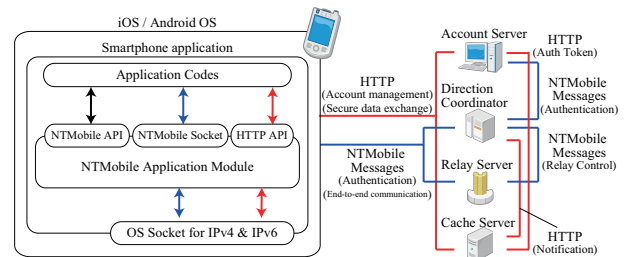 iOS / Android OS
Smartphone application
Application Codes
NTMobile API
NTMobile Socket
HTTP API
NTMobile Application Module
OS Socket for IPv4 & IPv6
HTTP
(Account management)
(Secure data exchange)
NTMobile
Messages
(Authentication)
(End-to-end communication)
Account Server
Direction
Coordinator
Relay Server
Cache Server
HTTP
(Auth Token)
NTMobile
Messages
(Authentication)
NTMobile
Messages
(Relay Control)
HTTP
(Notification)